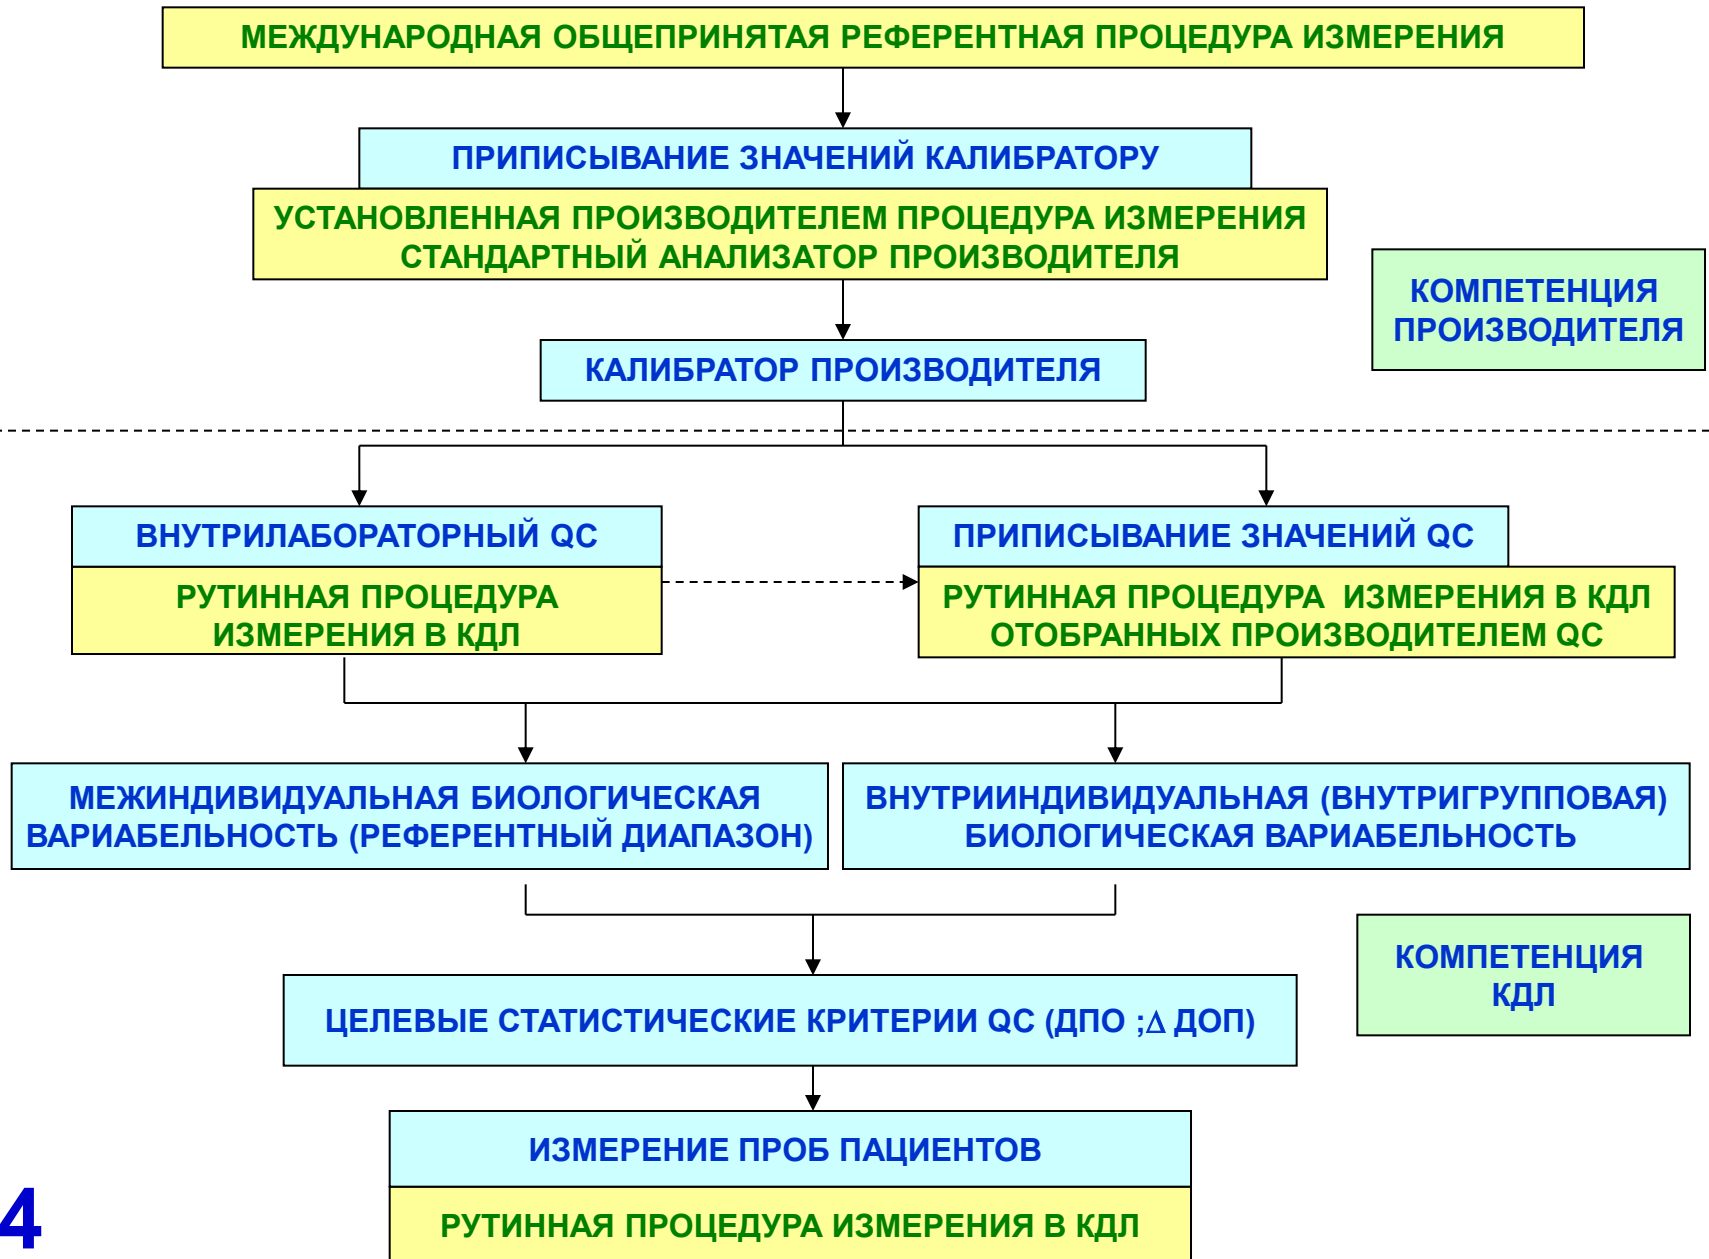 МЕЖДУНАРОДНАЯ ОБЩЕПРИНЯТАЯ РЕФЕРЕНТНАЯ ПРОЦЕДУРА ИЗМЕРЕНИЯ
ПРИПИСЫВАНИЕ ЗНАЧЕНИЙ КАЛИБРАТОРУ
УСТАНОВЛЕННАЯ ПРОИЗВОДИТЕЛЕМ ПРОЦЕДУРА ИЗМЕРЕНИЯ
СТАНДАРТНЫЙ АНАЛИЗАТОР ПРОИЗВОДИТЕЛЯ
КОМПЕТЕНЦИЯ
ПРОИЗВОДИТЕЛЯ
КАЛИБРАТОР ПРОИЗВОДИТЕЛЯ
ВНУТРИЛАБОРАТОРНЫЙ QC
РУТИННАЯ ПРОЦЕДУРА
ИЗМЕРЕНИЯ В КДЛ
ПРИПИСЫВАНИЕ ЗНАЧЕНИЙ QC
РУТИННАЯ ПРОЦЕДУРА ИЗМЕРЕНИЯ В КДЛ
ОТОБРАННЫХ ПРОИЗВОДИТЕЛЕМ QC
МЕЖИНДИВИДУАЛЬНАЯ БИОЛОГИЧЕСКАЯ
ВАРИАБЕЛЬНОСТЬ (РЕФЕРЕНТНЫЙ ДИАПАЗОН)
ВНУТРИИНДИВИДУАЛЬНАЯ (ВНУТРИГРУППОВАЯ)
БИОЛОГИЧЕСКАЯ ВАРИАБЕЛЬНОСТЬ
КОМПЕТЕНЦИЯ
КДЛ
ЦЕЛЕВЫЕ СТАТИСТИЧЕСКИЕ КРИТЕРИИ QC (ДПО ;Δ ДОП)
ИЗМЕРЕНИЕ ПРОБ ПАЦИЕНТОВ
РУТИННАЯ ПРОЦЕДУРА ИЗМЕРЕНИЯ В КДЛ
4